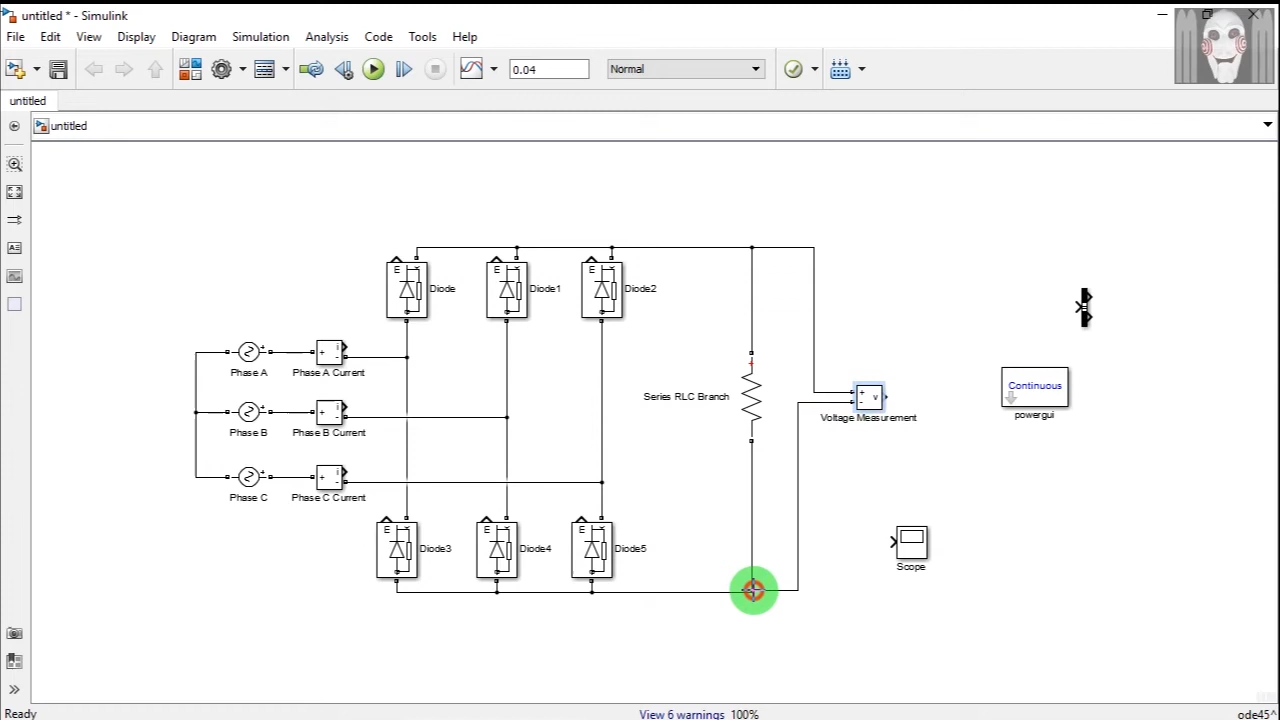 untitled * - Simulink
File Edit View Display Diagram Simulation Analysis Code Tools Help
0.04 Normal
untitled
untitled
E Diode
E Diode1
E Diode2
Phase A
+ i -
Phase A Current
Phase B
+ i -
Phase B Current
Phase C
+ i -
Phase C Current
Series RLC Branch
+ - v
Voltage Measurement
Continuous
powergui
E Diode3
E Diode4
E Diode5
Scope
Ready View 6 warnings 100% ode45^